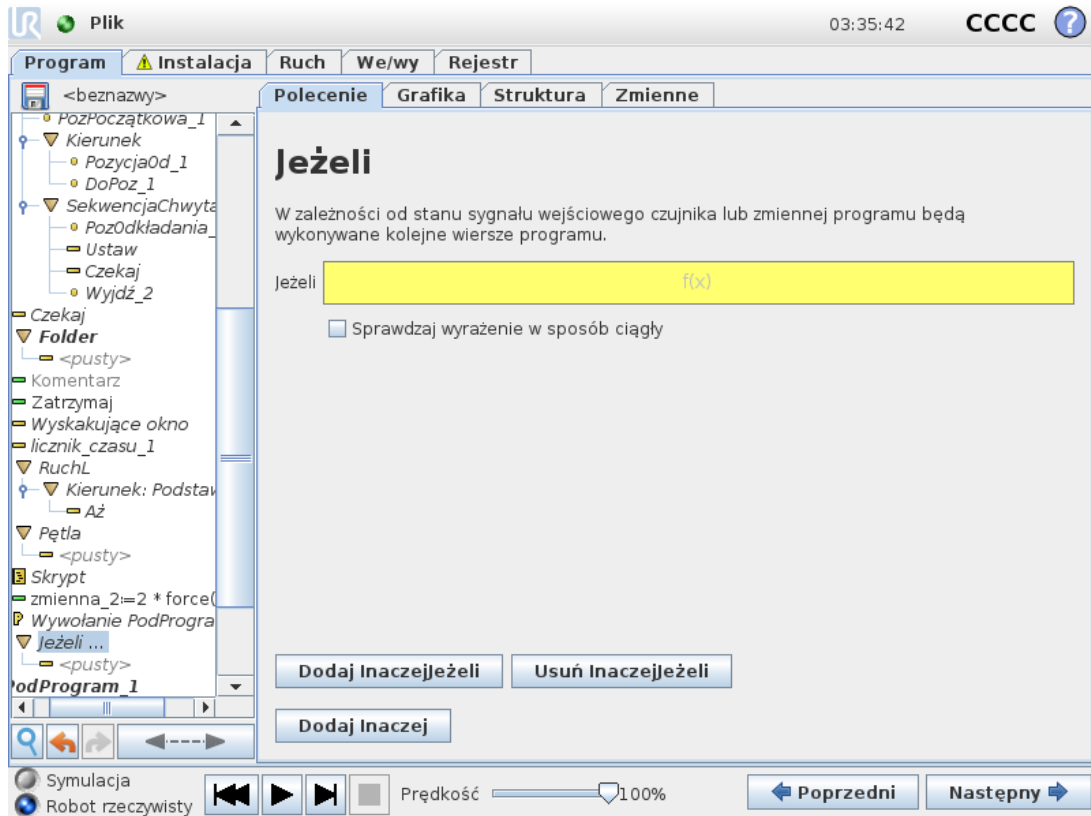 UR Plik 03:35:42 CCCC ?
Program Instalacja Ruch We/wy Rejestr
<beznazwy>
Polecenie Grafika Struktura Zmienne
PozPoczątkowa_1
Kierunek
PozycjaOd_1
DoPoz_1
SekwencjaChwyta
PozOdkładania_
Ustaw
Czekaj
Wyjdź_2
Czekaj
Folder
<pusty>
Komentarz
Zatrzymaj
Wyskakujące okno
licznik_czasu_1
RuchL
Kierunek: Podstaw
Aż
Pętla
<pusty>
Skrypt
zmienna_2:=2 * force(
Wywołanie PodProgra
Jeżeli ...
<pusty>
PodProgram_1
Jeżeli
W zależności od stanu sygnału wejściowego czujnika lub zmiennej programu będą
wykonywane kolejne wiersze programu.
Jeżeli f(x)
Sprawdzaj wyrażenie w sposób ciągły
Dodaj InaczejJeżeli Usuń InaczejJeżeli
Dodaj Inaczej
Symulacja
Robot rzeczywisty
Prędkość 100%
Poprzedni Następny